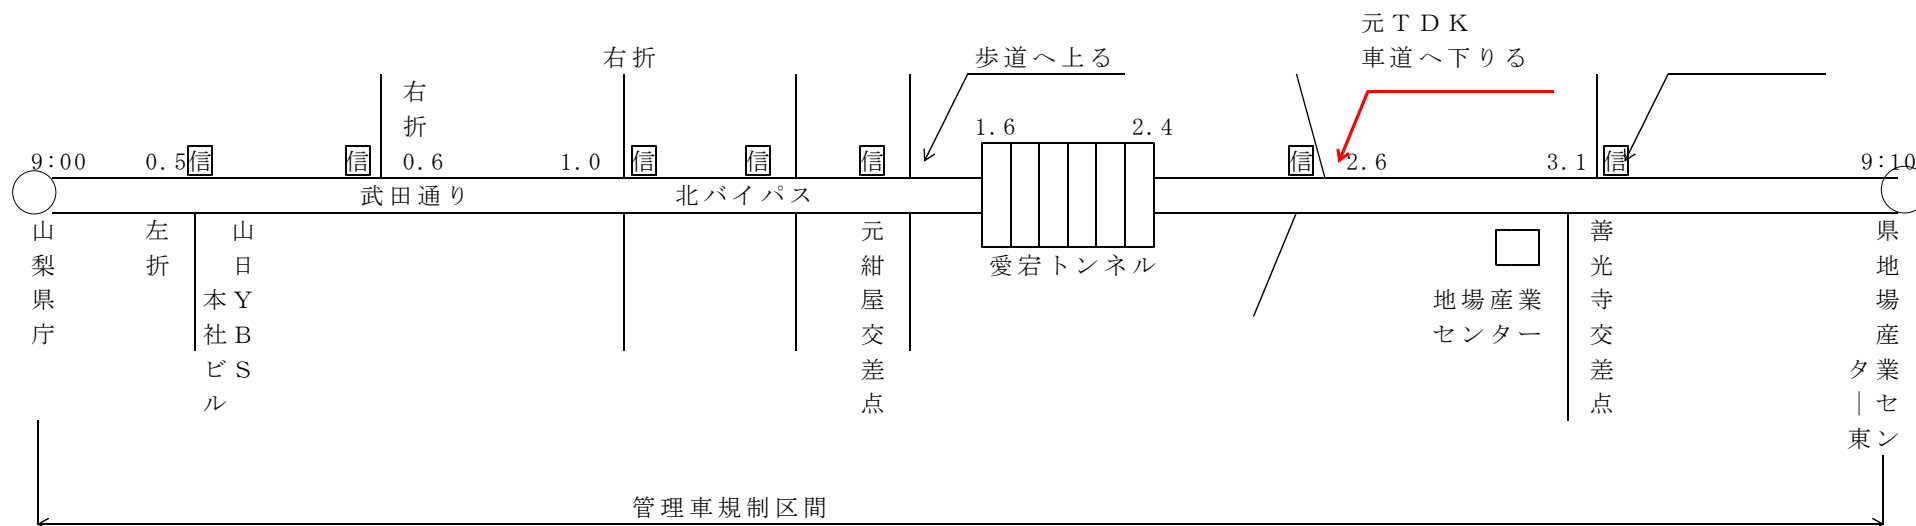 元TDK
車道へ下りる
右折
歩道へ上る
右折
1.6
2.4
9:00
0.5
信
信
0.6
1.0
信
信
信
信
2.6
3.1
信
9:10
武田通り
北バイパス
山梨県庁
左折
山日YBS
本社ビル
元紺屋交差点
愛宕トンネル
地場産業
センター
善光寺交差点
県地場産業セン
ター東
管理車規制区間